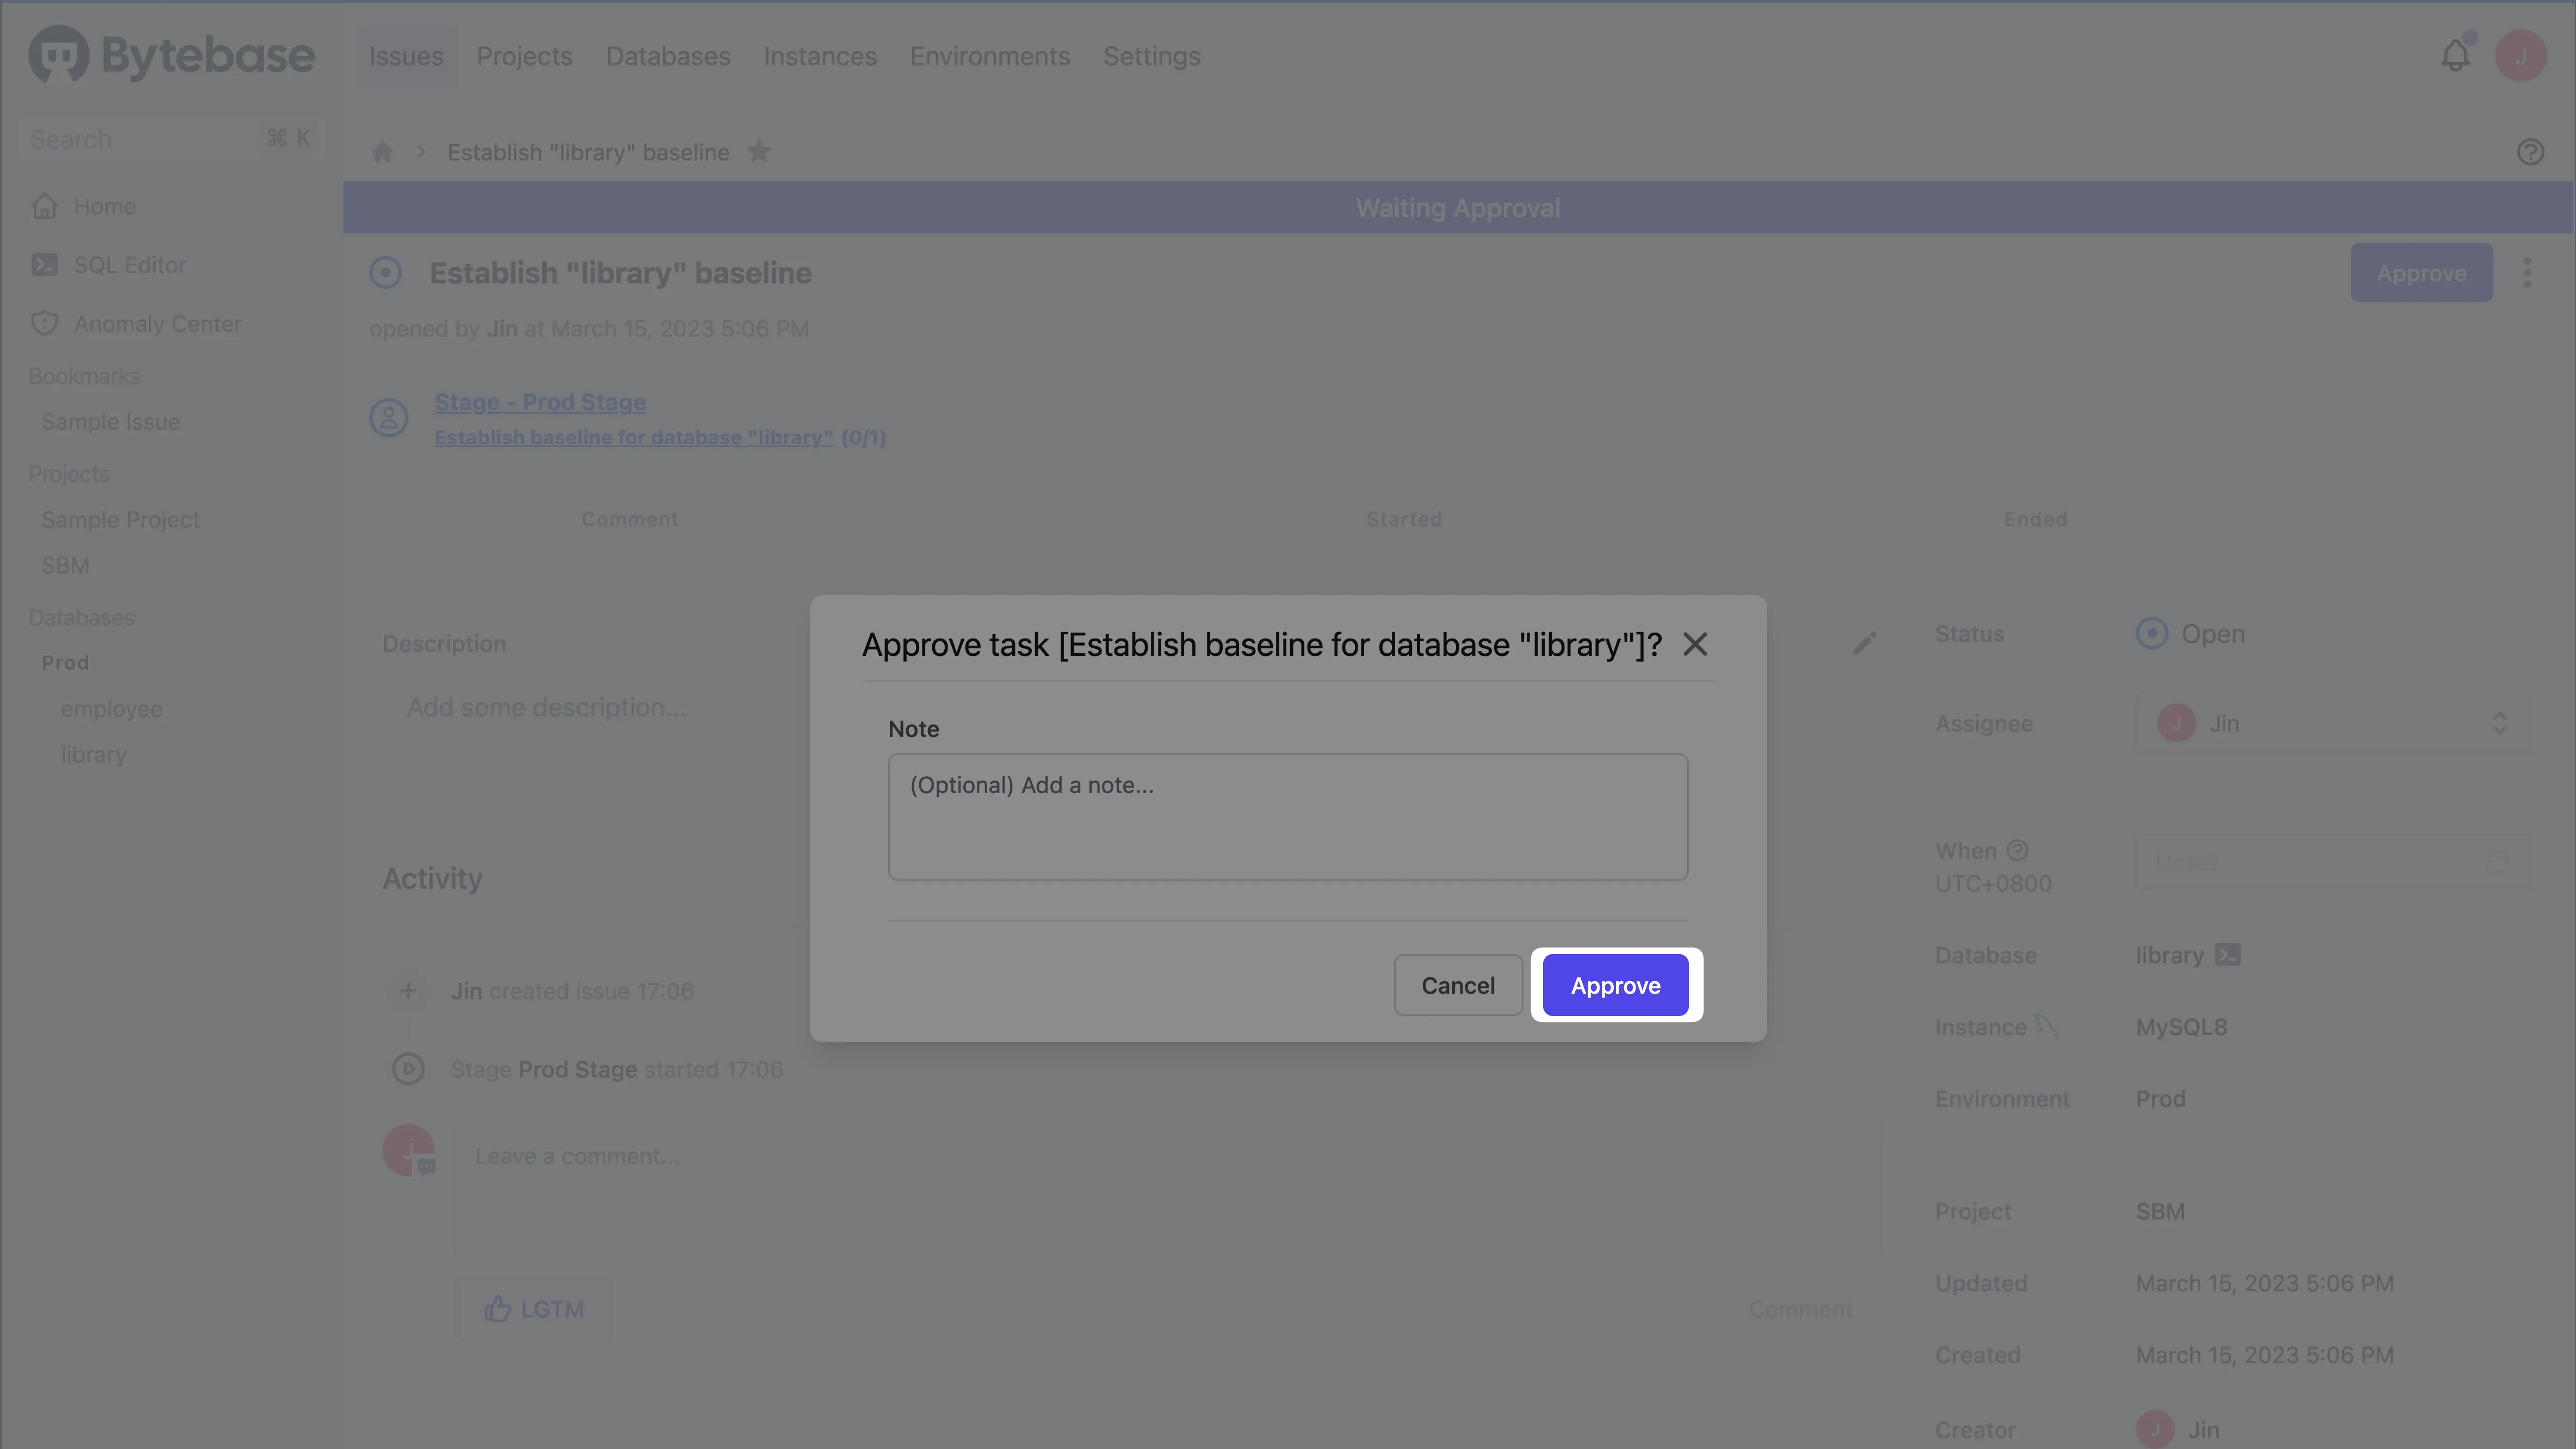 Bytebase
Issues
Projects
Databases
Instances
Environments
Settings
J
Search
⌘ K
Home
SQL Editor
Anomaly Center
Bookmarks
Sample Issue
Projects
Sample Project
SBM
Databases
Prod
employee
library
Establish "library" baseline
Waiting Approval
Establish "library" baseline
Approve
opened by Jin at March 15, 2023 5:06 PM
Stage - Prod Stage
Establish baseline for database "library" (0/1)
Comment
Started
Ended
Description
Add some description...
Approve task [Establish baseline for database "library"]?
Note
(Optional) Add a note...
Cancel
Approve
Activity
Jin created issue 17:06
Stage Prod Stage started 17:06
J
Leave a comment...
LGTM
Comment
Status
Open
Assignee
J
Jin
When
UTC+0800
Unset
Database
library
Instance
MySQL8
Environment
Prod
Project
SBM
Updated
March 15, 2023 5:06 PM
Created
March 15, 2023 5:06 PM
Creator
J
Jin